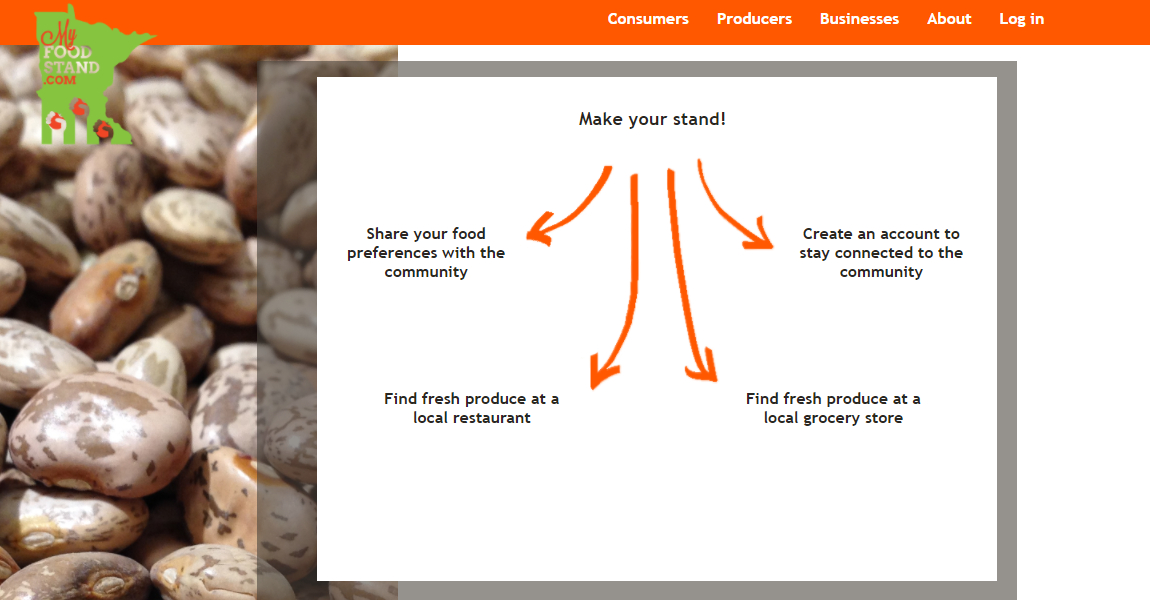 Consumers Producers Businesses About Log in
My
FOOD
STAND
.COM
Make your stand!
Share your food
preferences with the
community
Create an account to
stay connected to the
community
Find fresh produce at a
local restaurant
Find fresh produce at a
local grocery store